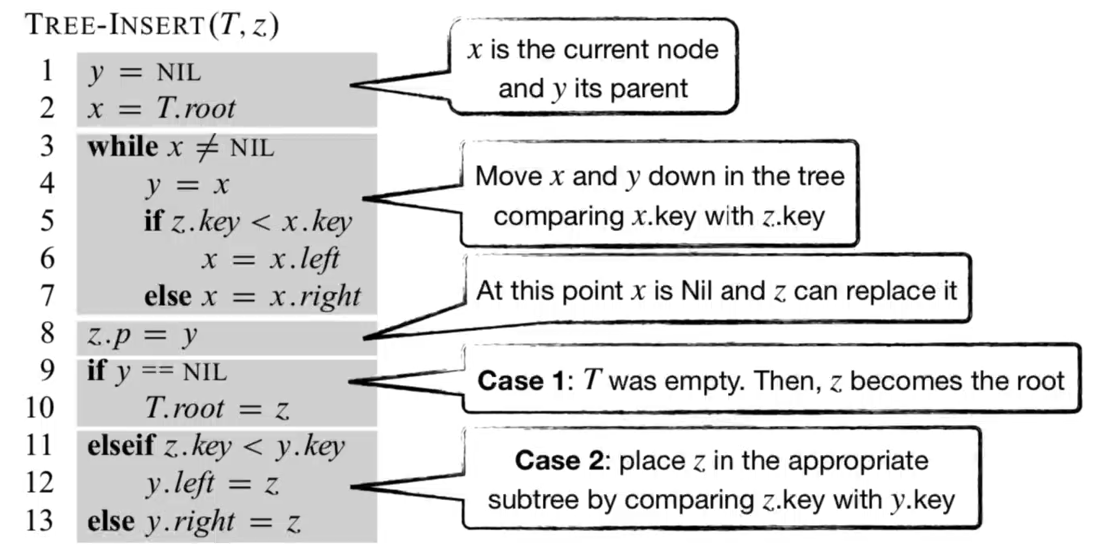 TREE-INSERT(T, z)
1 y = NIL
2 x = T.root
3 while x ≠ NIL
4 y = x
5 if z.key < x.key
6 x = x.left
7 else x = x.right
8 z.p = y
9 if y == NIL
10 T.root = z
11 elseif z.key < y.key
12 y.left = z
13 else y.right = z
x is the current node
and y its parent
Move x and y down in the tree
comparing x.key with z.key
At this point x is Nil and z can replace it
Case 1: T was empty. Then, z becomes the root
Case 2: place z in the appropriate
subtree by comparing z.key with y.key